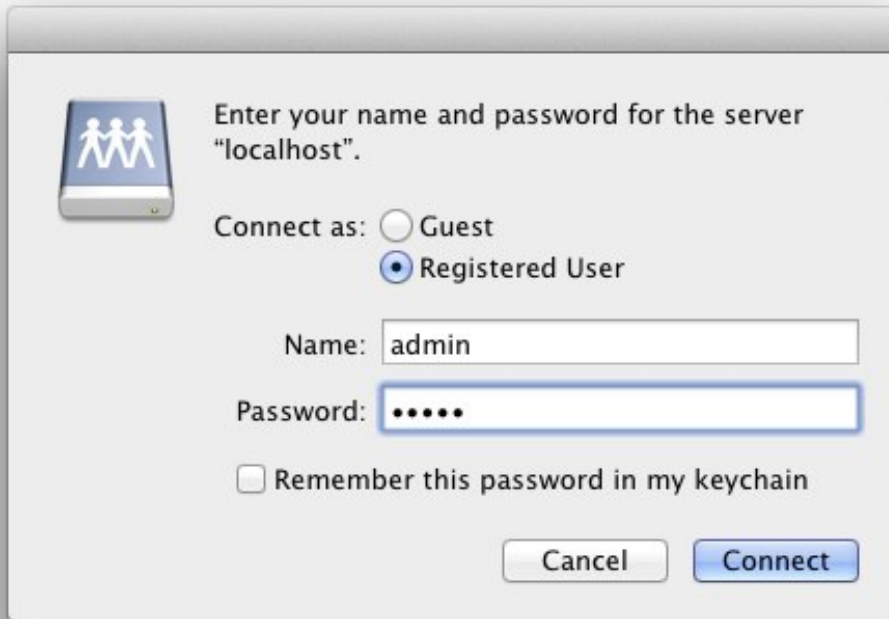 Enter your name and password for the server
“localhost”.
Connect as: Guest
Registered User
Name: admin
Password: •••••
Remember this password in my keychain
Cancel Connect